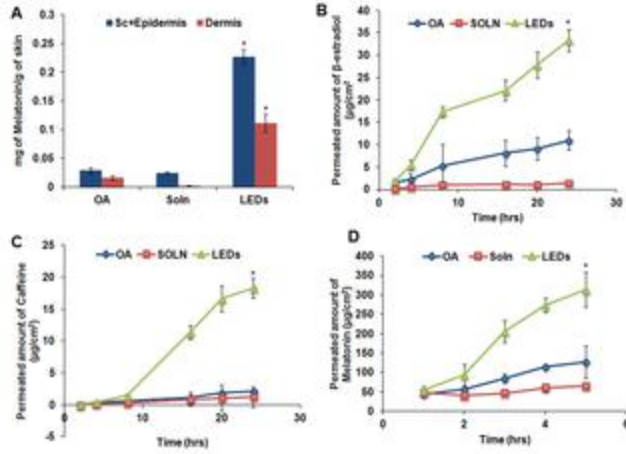 A
Sc+Epidermis Dermis
mg of Melatonin/g of skin
0.3
0.25
0.2
0.15
0.1
0.05
0
*
*
OA Soln LEDs
B
OA SOLN LEDs
Permeated amount of β-estradiol
(µg/cm²)
40
35
30
25
20
15
10
5
0
*
0 10 20 30
Time (hrs)
C
OA SOLN LEDs
Permeated amount of Caffeine
(µg/cm²)
25
20
15
10
5
0
-5
*
0 10 20 30
Time (hrs)
D
OA Soln LEDs
Permeated amount of
Melatonin (µg/cm²)
400
350
300
250
200
150
100
50
0
*
0 2 4 6
Time (hrs)